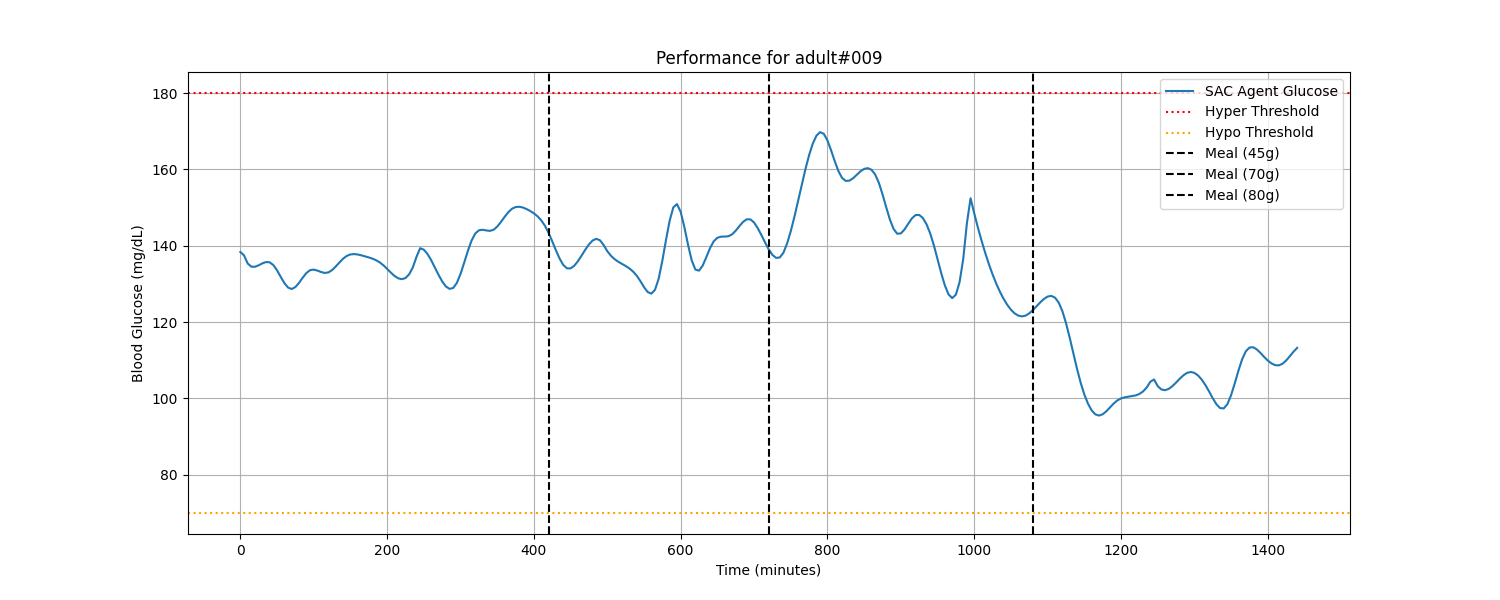 Performance for adult#009
Blood Glucose (mg/dL)
180
160
140
120
100
80
SAC Agent Glucose
Hyper Threshold
Hypo Threshold
Meal (45g)
Meal (70g)
Meal (80g)
0 200 400 600 800 1000 1200 1400
Time (minutes)